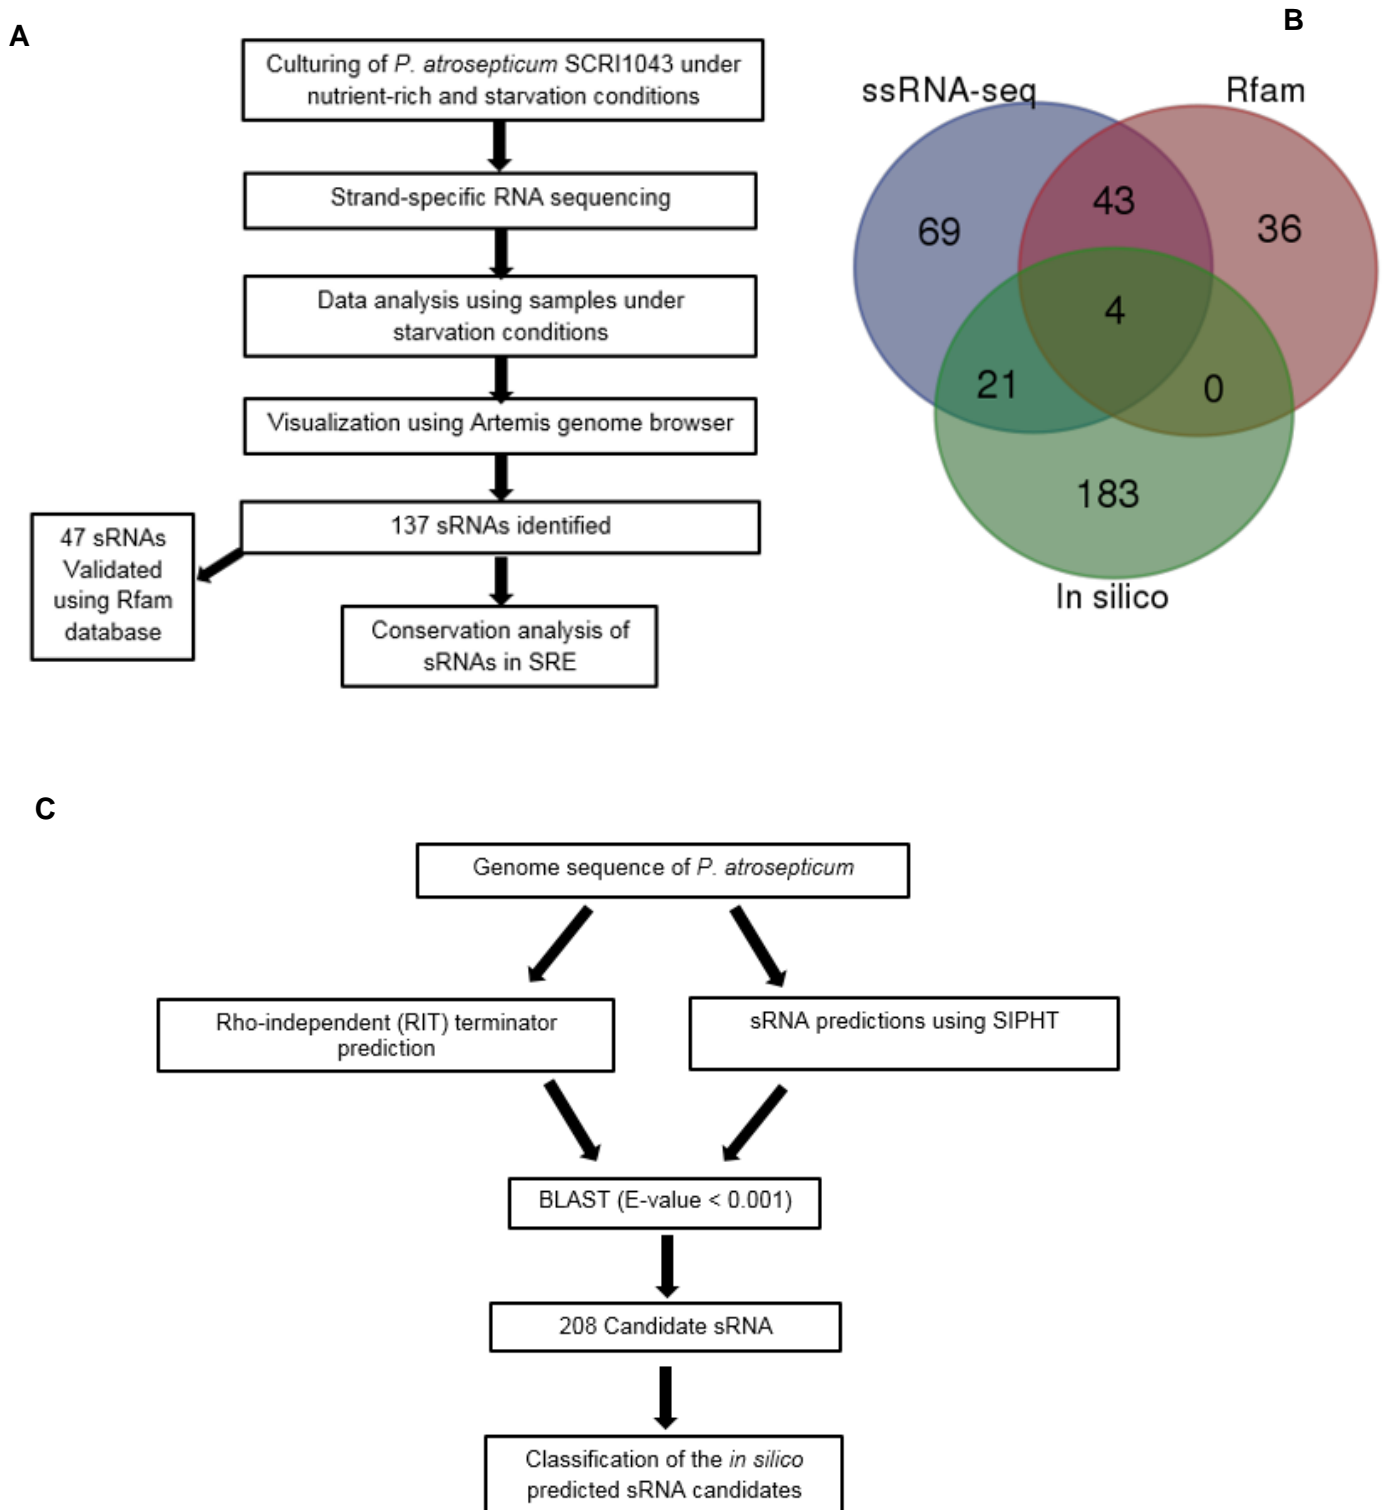 A
Culturing of P. atrosepticum SCRI1043 under
nutrient-rich and starvation conditions
Strand-specific RNA sequencing
Data analysis using samples under
starvation conditions
Visualization using Artemis genome browser
137 sRNAs identified
47 sRNAs
Validated
using Rfam
database
Conservation analysis of
sRNAs in SRE
B
ssRNA-seq
Rfam
69
43
36
4
21
0
183
In silico
C
Genome sequence of P. atrosepticum
Rho-independent (RIT) terminator
prediction
sRNA predictions using SIPHT
BLAST (E-value < 0.001)
208 Candidate sRNA
Classification of the in silico
predicted sRNA candidates